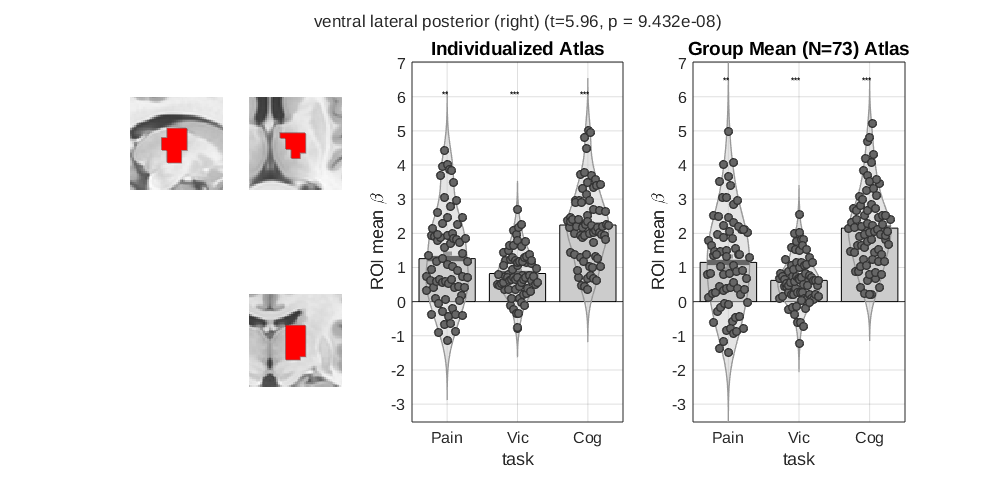 ventral lateral posterior (right) (t=5.96, p = 9.432e-08)
Individualized Atlas
7
6
5
4
3
2
1
0
-1
-2
-3
ROI mean β
** *** ***
Pain Vic Cog
task
Group Mean (N=73) Atlas
7
6
5
4
3
2
1
0
-1
-2
-3
ROI mean β
** *** ***
Pain Vic Cog
task